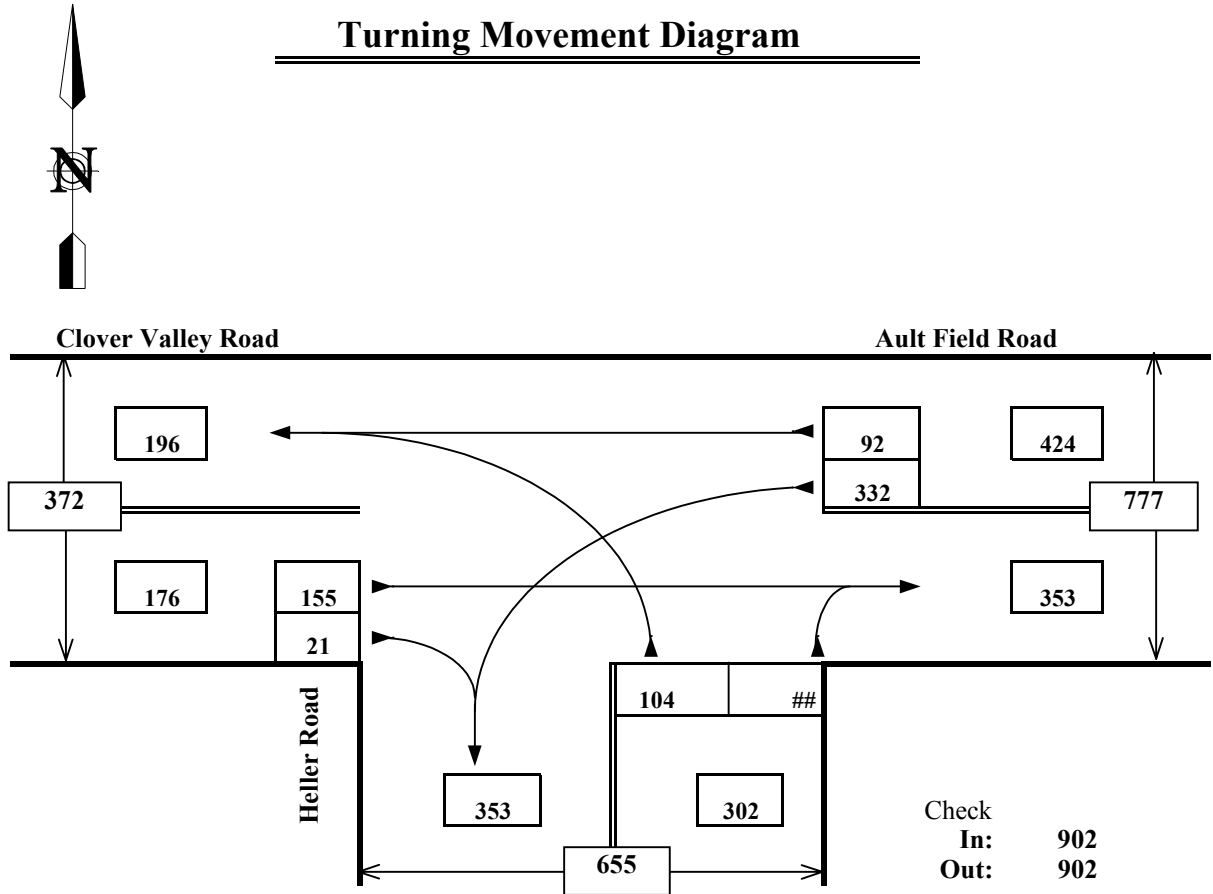 Turning Movement Diagram
N
Clover Valley Road
Ault Field Road
196
92
424
372
332
777
176
155
353
21
Heller Road
104
##
353
302
655
Check
In: 902
Out: 902